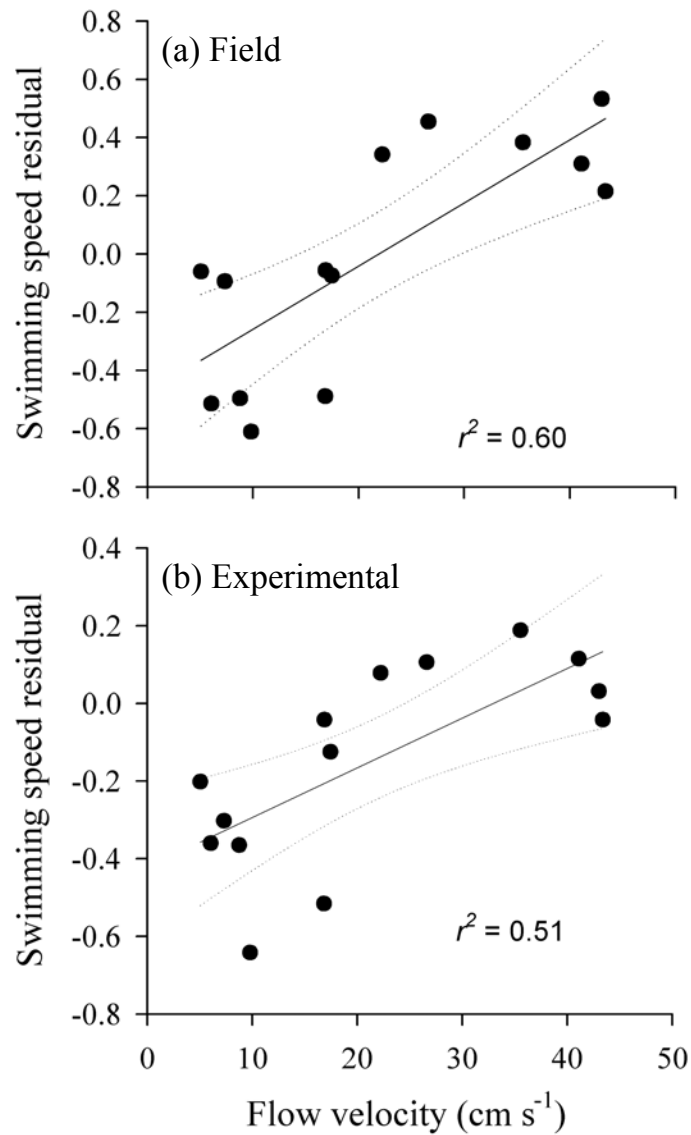 (a) Field
0.8
0.6
0.4
0.2
0.0
-0.2
-0.4
-0.6
-0.8
Swimming speed residual
r² = 0.60
(b) Experimental
0.4
0.2
0.0
-0.2
-0.4
-0.6
-0.8
Swimming speed residual
r² = 0.51
0 10 20 30 40 50
Flow velocity (cm s⁻¹)